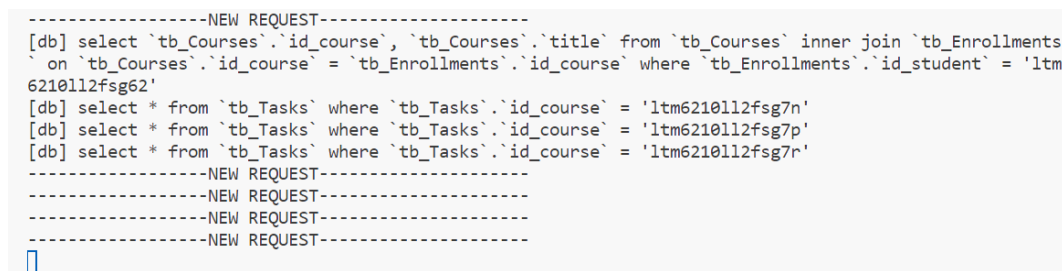 ------------------NEW REQUEST---------------------
[db] select `tb_Courses`.`id_course`, `tb_Courses`.`title` from `tb_Courses` inner join `tb_Enrollments
` on `tb_Courses`.`id_course` = `tb_Enrollments`.`id_course` where `tb_Enrollments`.`id_student` = 'ltm
6210ll2fsg62'
[db] select * from `tb_Tasks` where `tb_Tasks`.`id_course` = 'ltm6210ll2fsg7n'
[db] select * from `tb_Tasks` where `tb_Tasks`.`id_course` = 'ltm6210ll2fsg7p'
[db] select * from `tb_Tasks` where `tb_Tasks`.`id_course` = 'ltm6210ll2fsg7r'
------------------NEW REQUEST---------------------
------------------NEW REQUEST---------------------
------------------NEW REQUEST---------------------
------------------NEW REQUEST---------------------